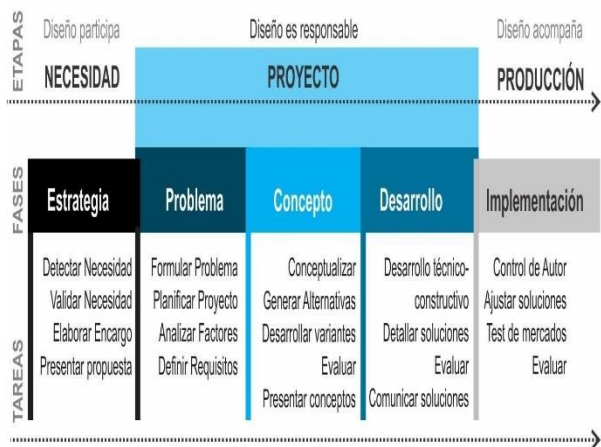 ETAPAS
Diseño participa
NECESIDAD
Diseño es responsable
PROYECTO
Diseño acompaña
PRODUCCIÓN
FASES
Estrategia
Problema
Concepto
Desarrollo
Implementación
TAREAS
Detectar Necesidad
Validar Necesidad
Elaborar Encargo
Presentar propuesta
Formular Problema
Planificar Proyecto
Analizar Factores
Definir Requisitos
Conceptualizar
Generar Alternativas
Desarrollar variantes
Evaluar
Presentar conceptos
Desarrollo técnico-
constructivo
Detallar soluciones
Evaluar
Comunicar soluciones
Control de Autor
Ajustar soluciones
Test de mercados
Evaluar